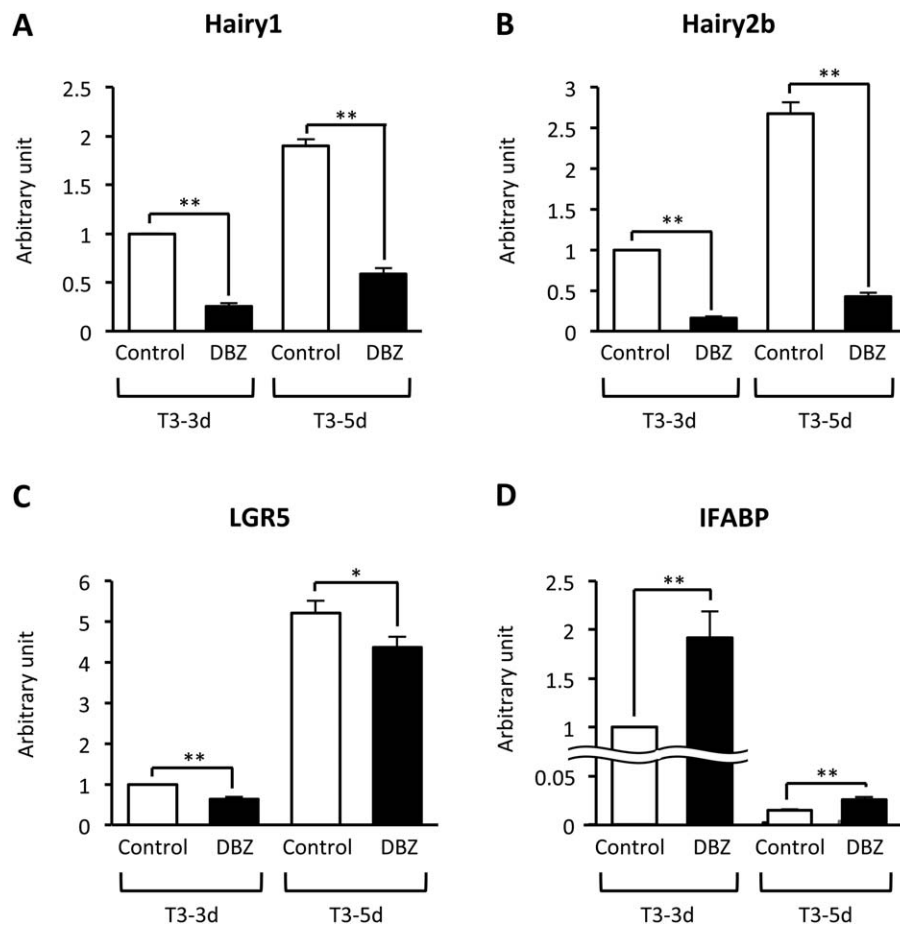 A
Hairy1
Arbitrary unit
2.5
2
1.5
1
0.5
0
**
**
Control DBZ Control DBZ
T3-3d T3-5d
B
Hairy2b
Arbitrary unit
3
2.5
2
1.5
1
0.5
0
**
**
Control DBZ Control DBZ
T3-3d T3-5d
C
LGR5
Arbitrary unit
6
5
4
3
2
1
0
**
*
Control DBZ Control DBZ
T3-3d T3-5d
D
IFABP
Arbitrary unit
2.5
2
1.5
1
0.05
0
**
**
Control DBZ Control DBZ
T3-3d T3-5d